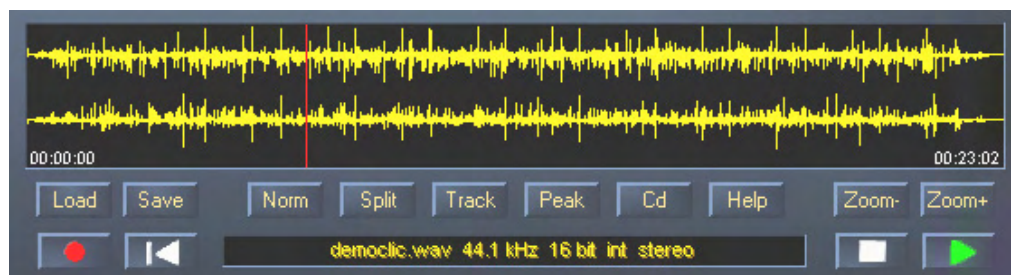 00:00:00 00:23:02
Load Save Norm Split Track Peak Cd Help Zoom- Zoom+
democlic.wav 44.1 kHz 16 bit int stereo